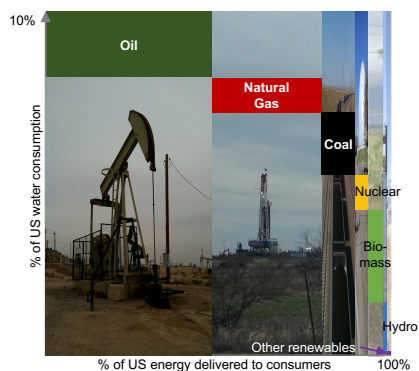 10%
Oil
Natural
Gas
Coal
Nuclear
Bio-
mass
Hydro
Other renewables
% of US water consumption
% of US energy delivered to consumers
100%